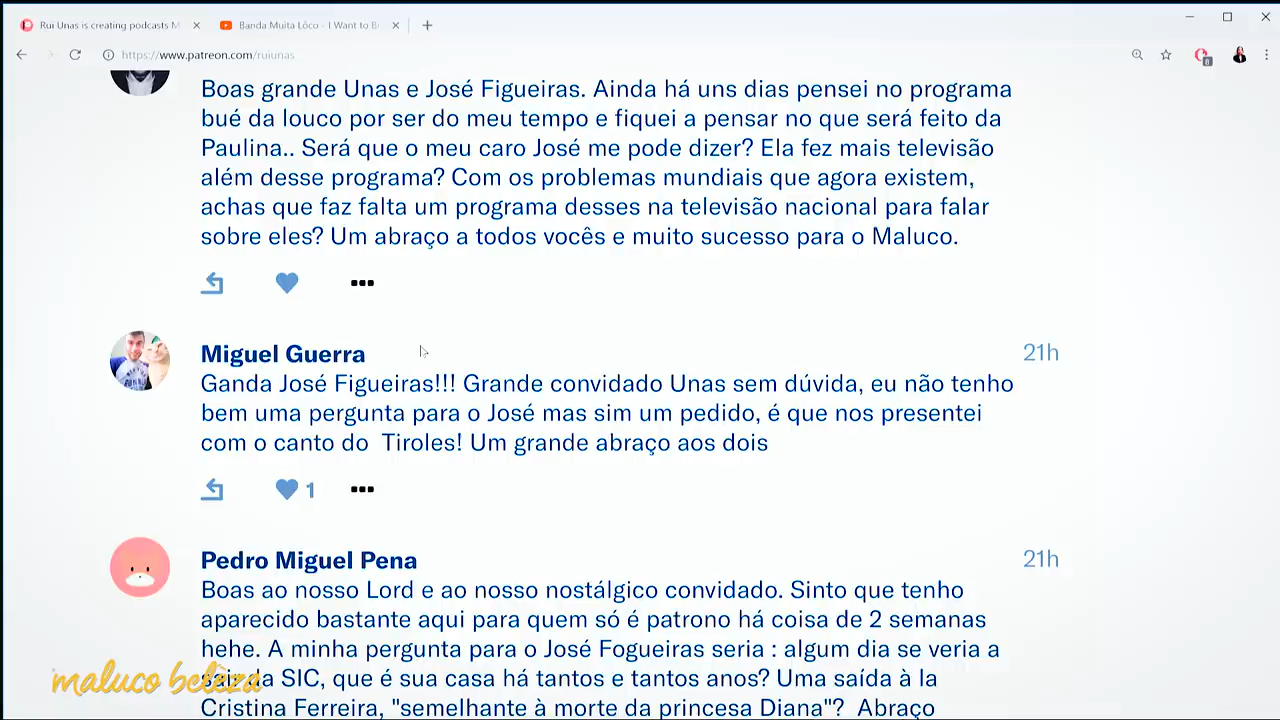 Rui Unas is creating podcasts M
Banda Muita Lôco - I Want to B
https://www.patreon.com/ruiunas
8
Boas grande Unas e José Figueiras. Ainda há uns dias pensei no programa
bué da louco por ser do meu tempo e fiquei a pensar no que será feito da
Paulina.. Será que o meu caro José me pode dizer? Ela fez mais televisão
além desse programa? Com os problemas mundiais que agora existem,
achas que faz falta um programa desses na televisão nacional para falar
sobre eles? Um abraço a todos vocês e muito sucesso para o Maluco.
Miguel Guerra
21h
Ganda José Figueiras!!! Grande convidado Unas sem dúvida, eu não tenho
bem uma pergunta para o José mas sim um pedido, é que nos presentei
com o canto do  Tiroles! Um grande abraço aos dois
1
Pedro Miguel Pena
21h
Boas ao nosso Lord e ao nosso nostálgico convidado. Sinto que tenho
aparecido bastante aqui para quem só é patrono há coisa de 2 semanas
hehe. A minha pergunta para o José Fogueiras seria : algum dia se veria a
maluco beleza
da SIC, que é sua casa há tantos e tantos anos? Uma saída à la
Cristina Ferreira, "semelhante à morte da princesa Diana"?  Abraço